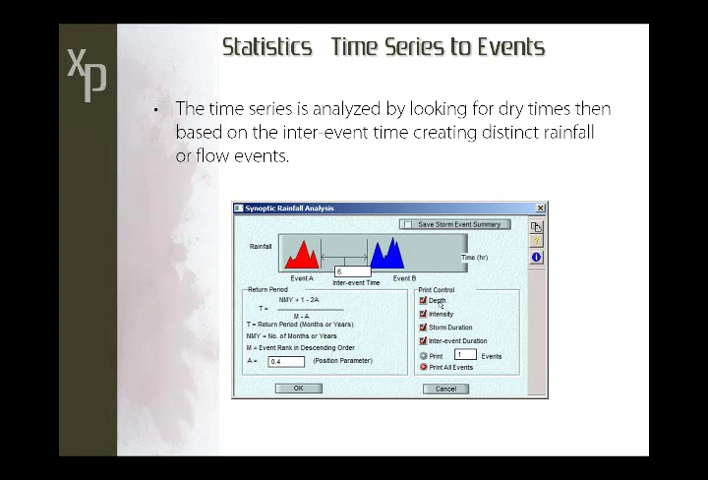 xp
Statistics Time Series to Events
• The time series is analyzed by looking for dry times then
based on the inter-event time creating distinct rainfall
or flow events.
Synoptic Rainfall Analysis
Save Storm Event Summary
Rainfall
Time (hr)
6.
Event A
Inter-event Time
Event B
Return Period
NMY + 1 - 2A
T =
M - A
T = Return Period (Months or Years)
NMY = No. of Months or Years
M = Event Rank in Descending Order
A = 0.4 (Position Parameter)
Print Control
Depth
Intensity
Storm Duration
Inter-event Duration
Print 1 Events
Print All Events
OK
Cancel